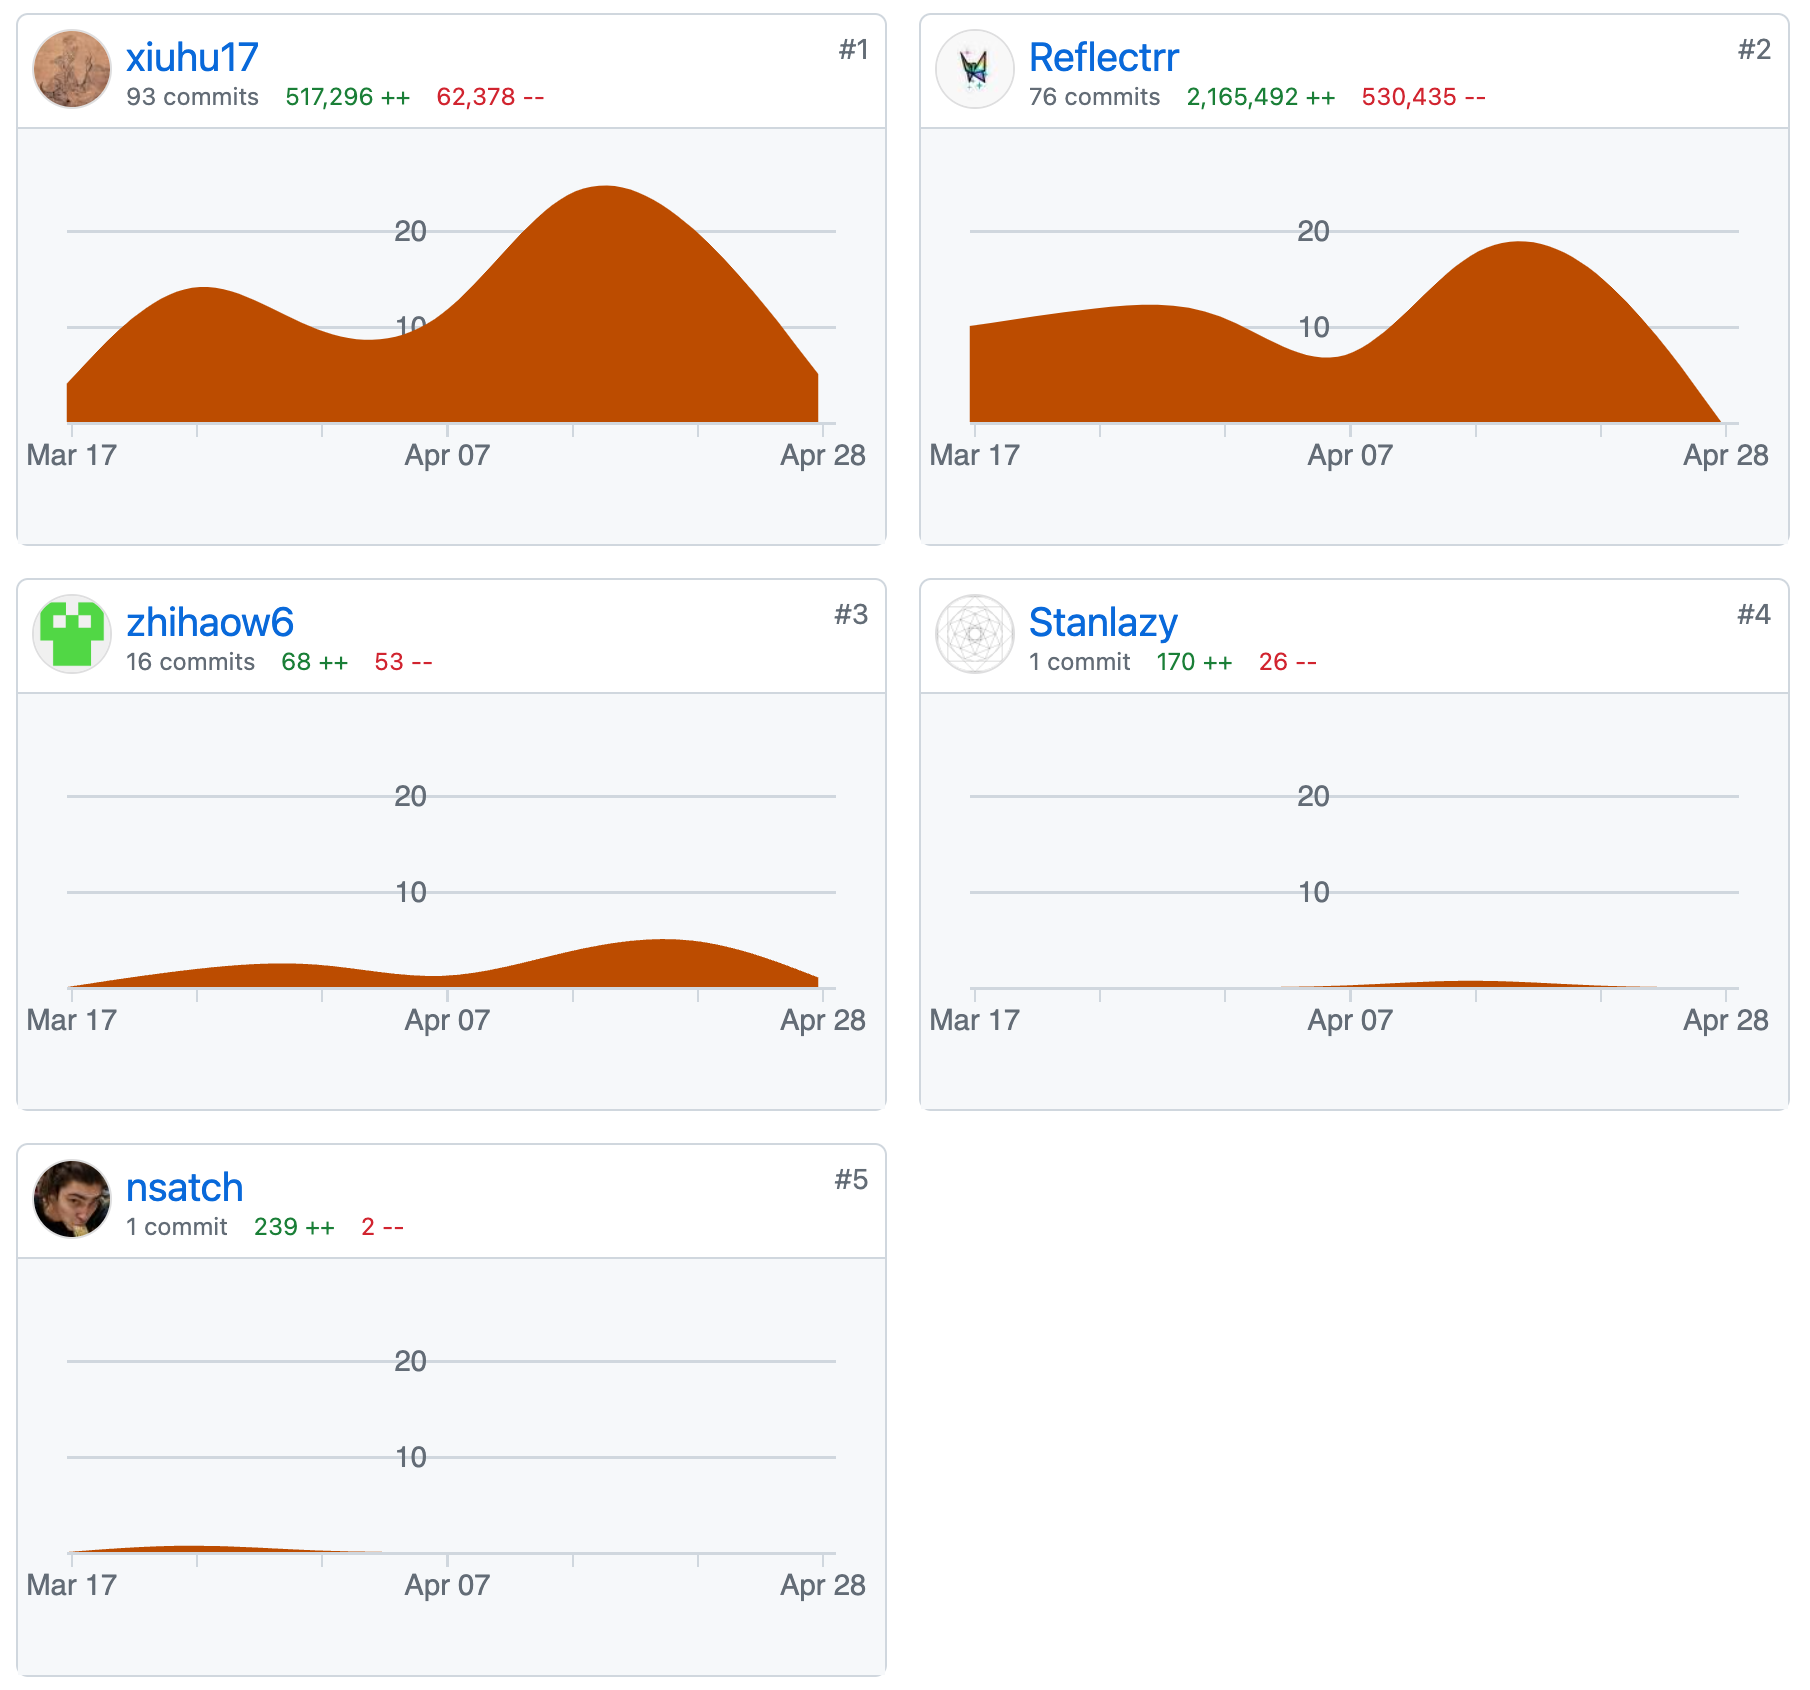 xiuhu17
#1
93 commits 517,296 ++ 62,378 --
20
10
Mar 17 Apr 07 Apr 28
Reflectrr
#2
76 commits 2,165,492 ++ 530,435 --
20
10
Mar 17 Apr 07 Apr 28
zhihaow6
#3
16 commits 68 ++ 53 --
20
10
Mar 17 Apr 07 Apr 28
Stanlazy
#4
1 commit 170 ++ 26 --
20
10
Mar 17 Apr 07 Apr 28
nsatch
#5
1 commit 239 ++ 2 --
20
10
Mar 17 Apr 07 Apr 28